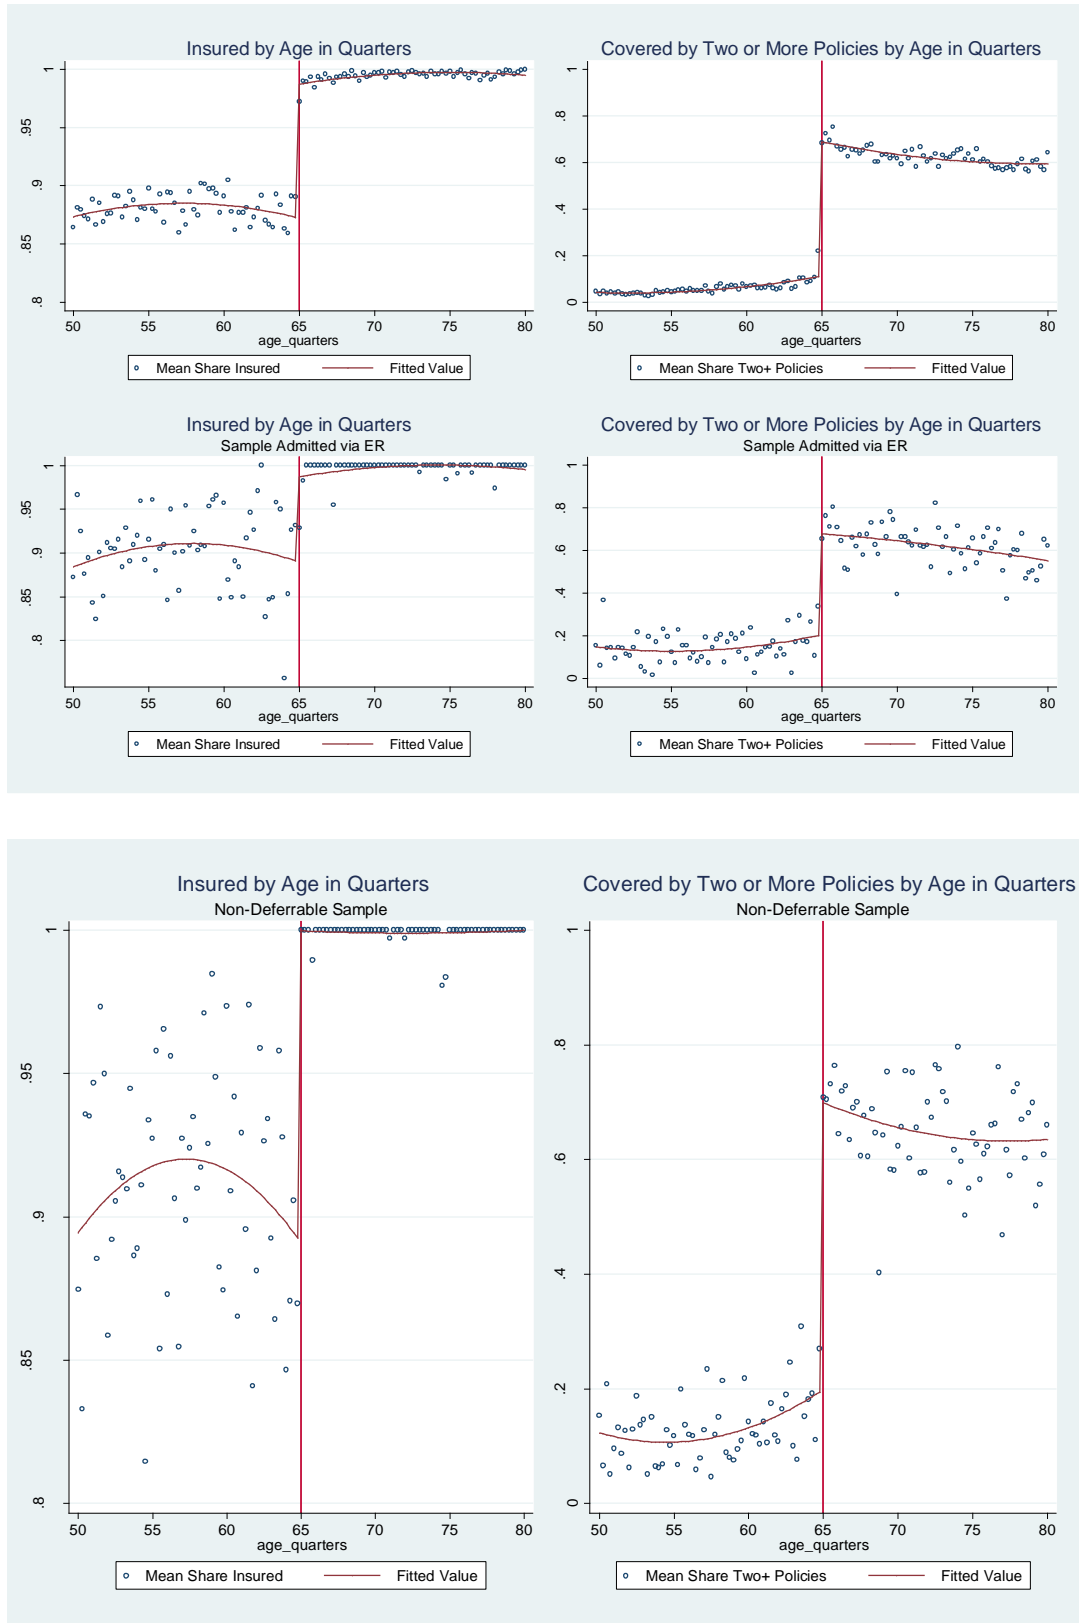 Insured by Age in Quarters
1
.95
.9
.85
.8
50 55 60 65 70 75 80
age_quarters
Mean Share Insured Fitted Value
Covered by Two or More Policies by Age in Quarters
1
.8
.6
.4
.2
0
50 55 60 65 70 75 80
age_quarters
Mean Share Two+ Policies Fitted Value
Insured by Age in Quarters
Sample Admitted via ER
1
.95
.9
.85
.8
50 55 60 65 70 75 80
age_quarters
Mean Share Insured Fitted Value
Covered by Two or More Policies by Age in Quarters
Sample Admitted via ER
1
.8
.6
.4
.2
0
50 55 60 65 70 75 80
age_quarters
Mean Share Two+ Policies Fitted Value
Insured by Age in Quarters
Non-Deferrable Sample
1
.95
.9
.85
.8
50 55 60 65 70 75 80
age_quarters
Mean Share Insured Fitted Value
Covered by Two or More Policies by Age in Quarters
Non-Deferrable Sample
1
.8
.6
.4
.2
0
50 55 60 65 70 75 80
age_quarters
Mean Share Two+ Policies Fitted Value